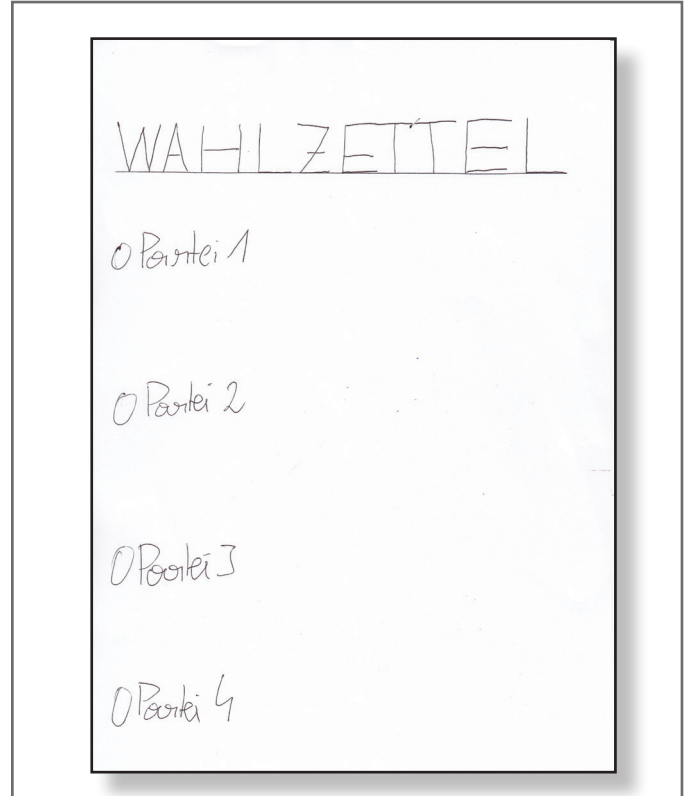 WAHLZETTEL
O Partei 1
O Partei 2
O Partei 3
O Partei 4